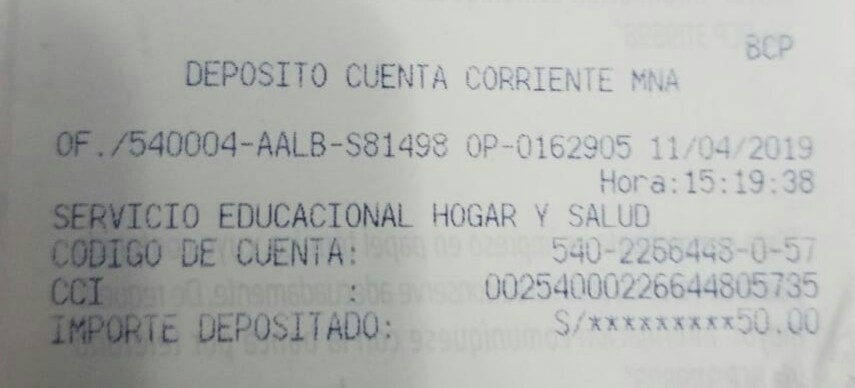 BCP
DEPOSITO CUENTA CORRIENTE MNA
OF./540004-AALB-S81498 OP-0162905 11/04/2019
Hora:15:19:38
SERVICIO EDUCACIONAL HOGAR Y SALUD
CODIGO DE CUENTA: 540-2266448-0-57
CCI 00254000226644805735
IMPORTE DEPOSITADO: S/*********50.00